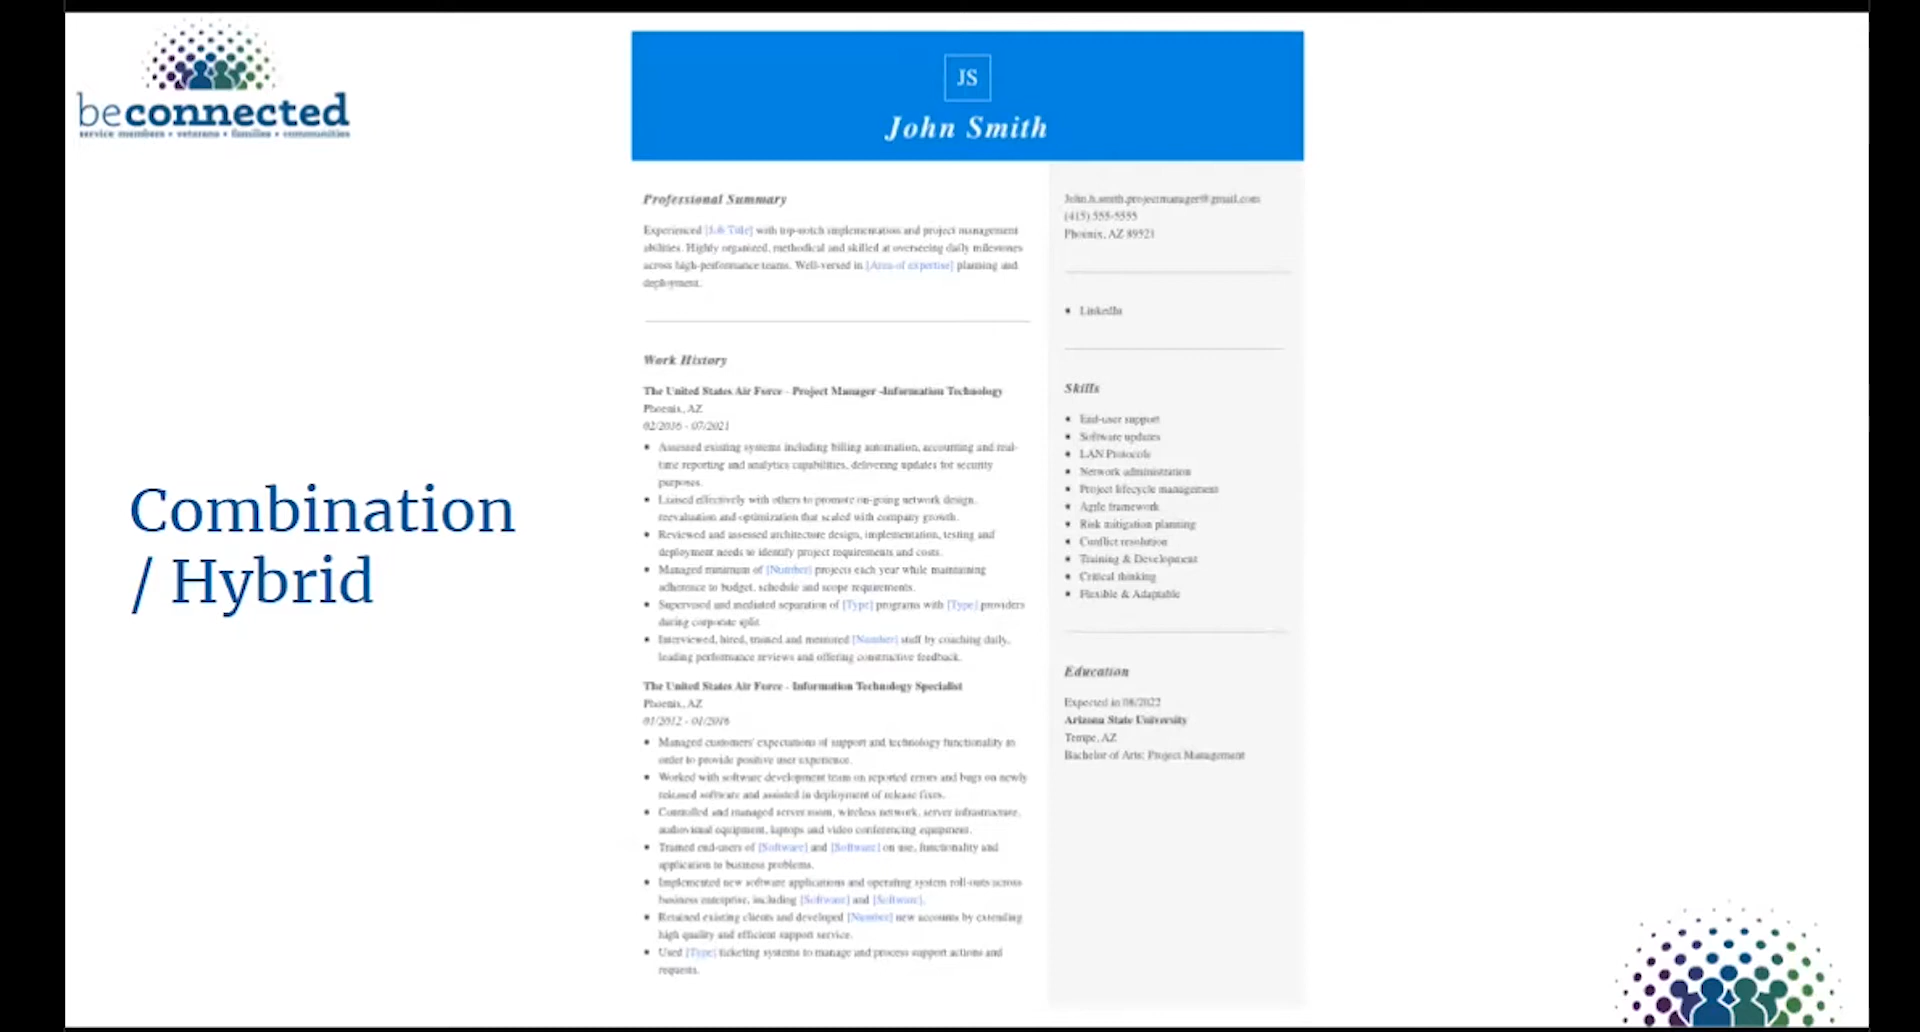 beconnected
service members • veterans • families • communities
Combination
/ Hybrid
JS
John Smith
Professional Summary
Experienced [Job Title] with top-notch implementation and project management
abilities. Highly organized, methodical and skilled at overseeing daily milestones
across high-performance teams. Well-versed in [Area of expertise] planning and
deployment.
Work History
The United States Air Force - Project Manager -Information Technology
Phoenix, AZ
02/2016 - 07/2021
• Assessed existing systems including billing automation, accounting and real-
time reporting and analytics capabilities, delivering updates for security
purposes.
• Liaised effectively with others to promote on-going network design,
reevaluation and optimization that scaled with company growth.
• Reviewed and assessed architecture design, implementation, testing and
deployment needs to identify project requirements and costs.
• Managed minimum of [Number] projects each year while maintaining
adherence to budget, schedule and scope requirements.
• Supervised and mediated separation of [Type] programs with [Type] providers
during corporate split.
• Interviewed, hired, trained and mentored [Number] staff by coaching daily,
leading performance reviews and offering constructive feedback.
The United States Air Force - Information Technology Specialist
Phoenix, AZ
01/2012 - 01/2016
• Managed customers' expectations of support and technology functionality in
order to provide positive user experience.
• Worked with software development team on reported errors and bugs on newly
released software and assisted in deployment of release fixes.
• Controlled and managed server room, wireless network, server infrastructure,
audiovisual equipment, laptops and video conferencing equipment.
• Trained end-users of [Software] and [Software] on use, functionality and
application to business problems.
• Implemented new software applications and operating system roll-outs across
business enterprise, including [Software] and [Software].
• Retained existing clients and developed [Number] new accounts by extending
high quality and efficient support service.
• Used [Type] ticketing systems to manage and process support actions and
requests.
John.h.smith.projectmanager@gmail.com
(415) 555-5555
Phoenix, AZ 89521
• LinkedIn
Skills
• End-user support
• Software updates
• LAN Protocols
• Network administration
• Project lifecycle management
• Agile framework
• Risk mitigation planning
• Conflict resolution
• Training & Development
• Critical thinking
• Flexible & Adaptable
Education
Expected in 08/2022
Arizona State University
Tempe, AZ
Bachelor of Arts: Project Management